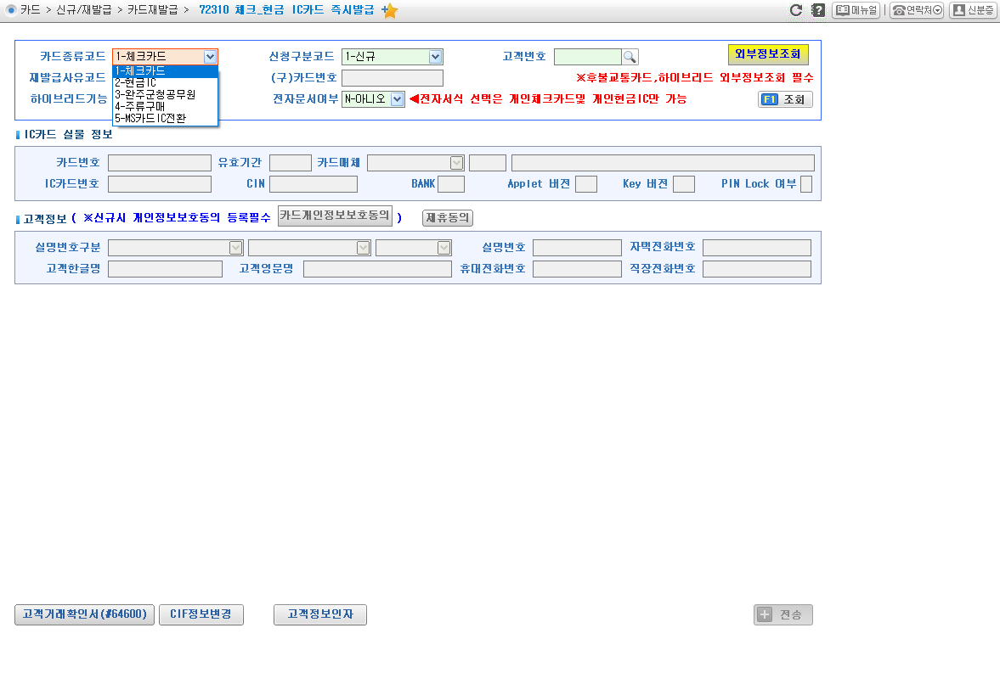 카드 > 신규/재발급 > 카드재발급 > 72310 체크_현금 IC카드 즉시발급
메뉴얼 | 연락처 신분증
카드종류코드 1-체크카드 신청구분코드 1-신규 고객번호 외부정보조회
재발급사유코드 (구)카드번호 ※후불교통카드,하이브리드 외부정보조회 필수
하이브리드기능 전자문서여부 N-아니오 ◀전자서식 선택은 개인체크카드및 개인현금IC만 가능 F1 조회
1-체크카드
2-현금IC
3-완주군청공무원
4-주류구매
5-MS카드IC전환
IC카드 실물 정보
카드번호 유효기간 카드매체
IC카드번호 CIN BANK Applet 버전 Key 버전 PIN Lock 여부
고객정보 ( ※신규시 개인정보보호동의 등록필수 카드개인정보보호동의 ) 제휴동의
실명번호구분 실명번호 자택전화번호
고객한글명 고객영문명 휴대전화번호 직장전화번호
고객거래확인서(#64600) CIF정보변경 고객정보인자 전송